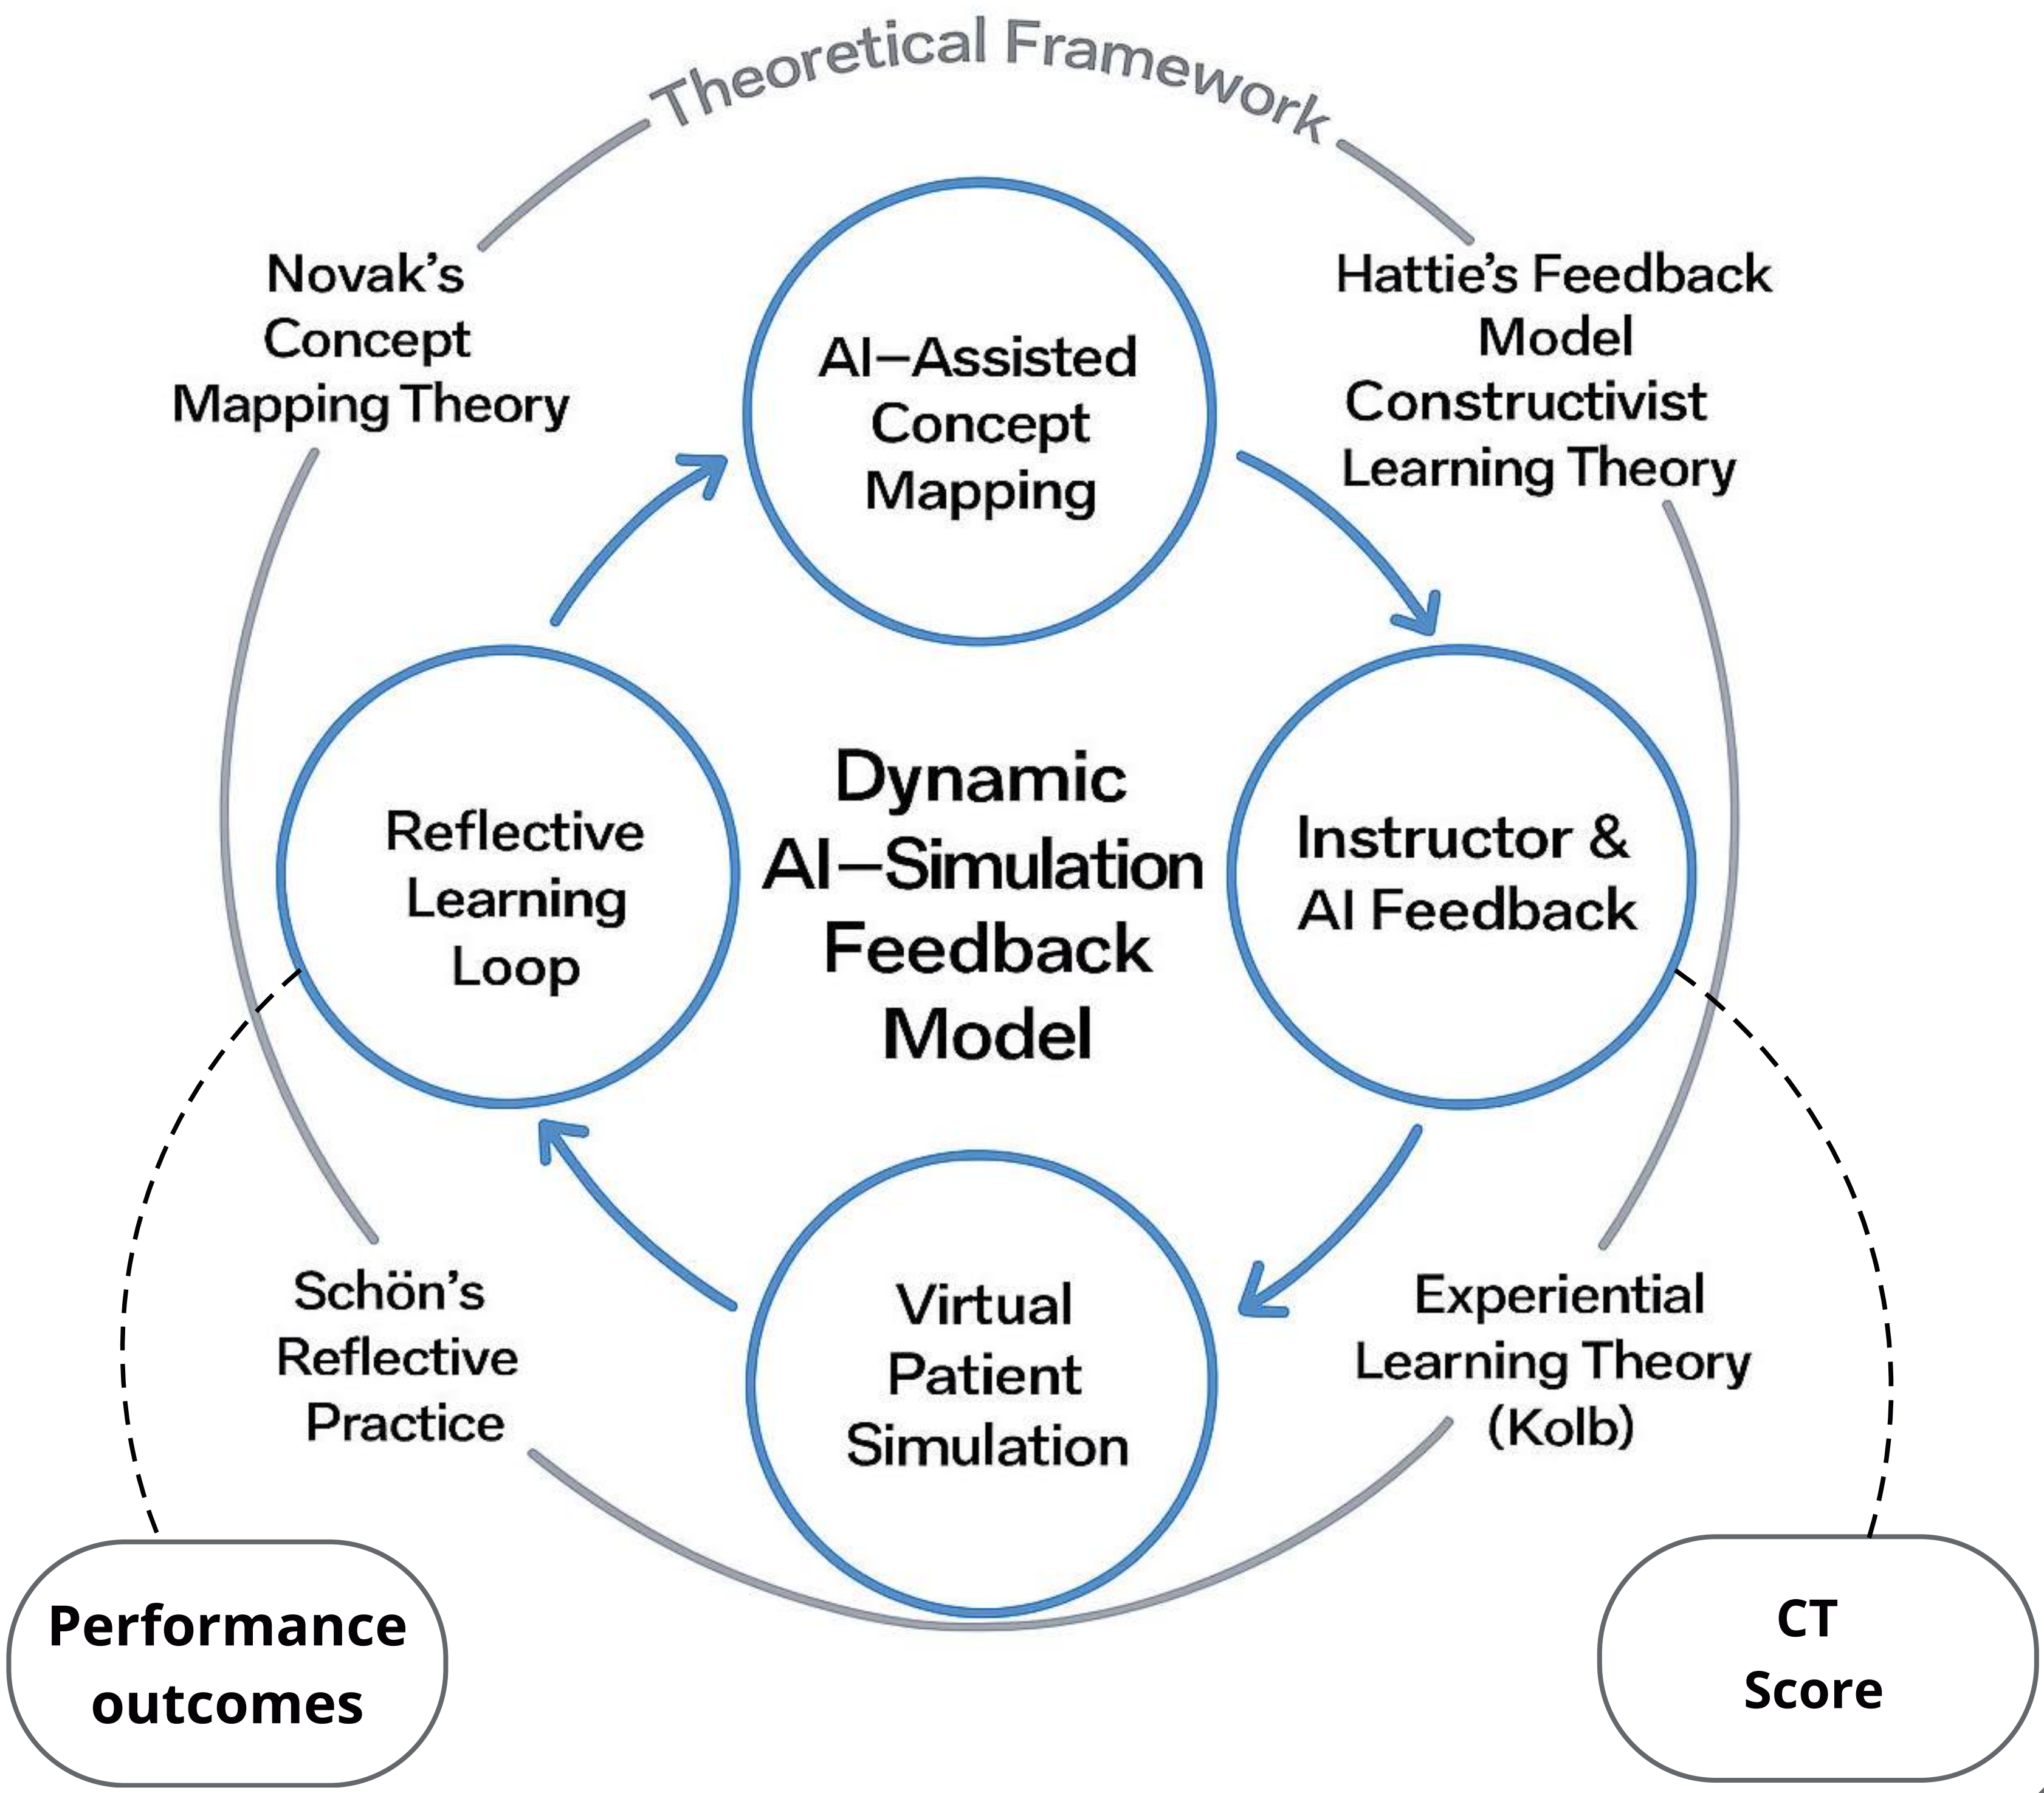 Theoretical Framework
Novak’s
Concept
Mapping Theory
Hattie’s Feedback
Model
Constructivist
Learning Theory
AI–Assisted
Concept
Mapping
Reflective
Learning
Loop
Dynamic
AI–Simulation
Feedback
Model
Instructor &
AI Feedback
Virtual
Patient
Simulation
Schön’s
Reflective
Practice
Experiential
Learning Theory
(Kolb)
Performance
outcomes
CT
Score